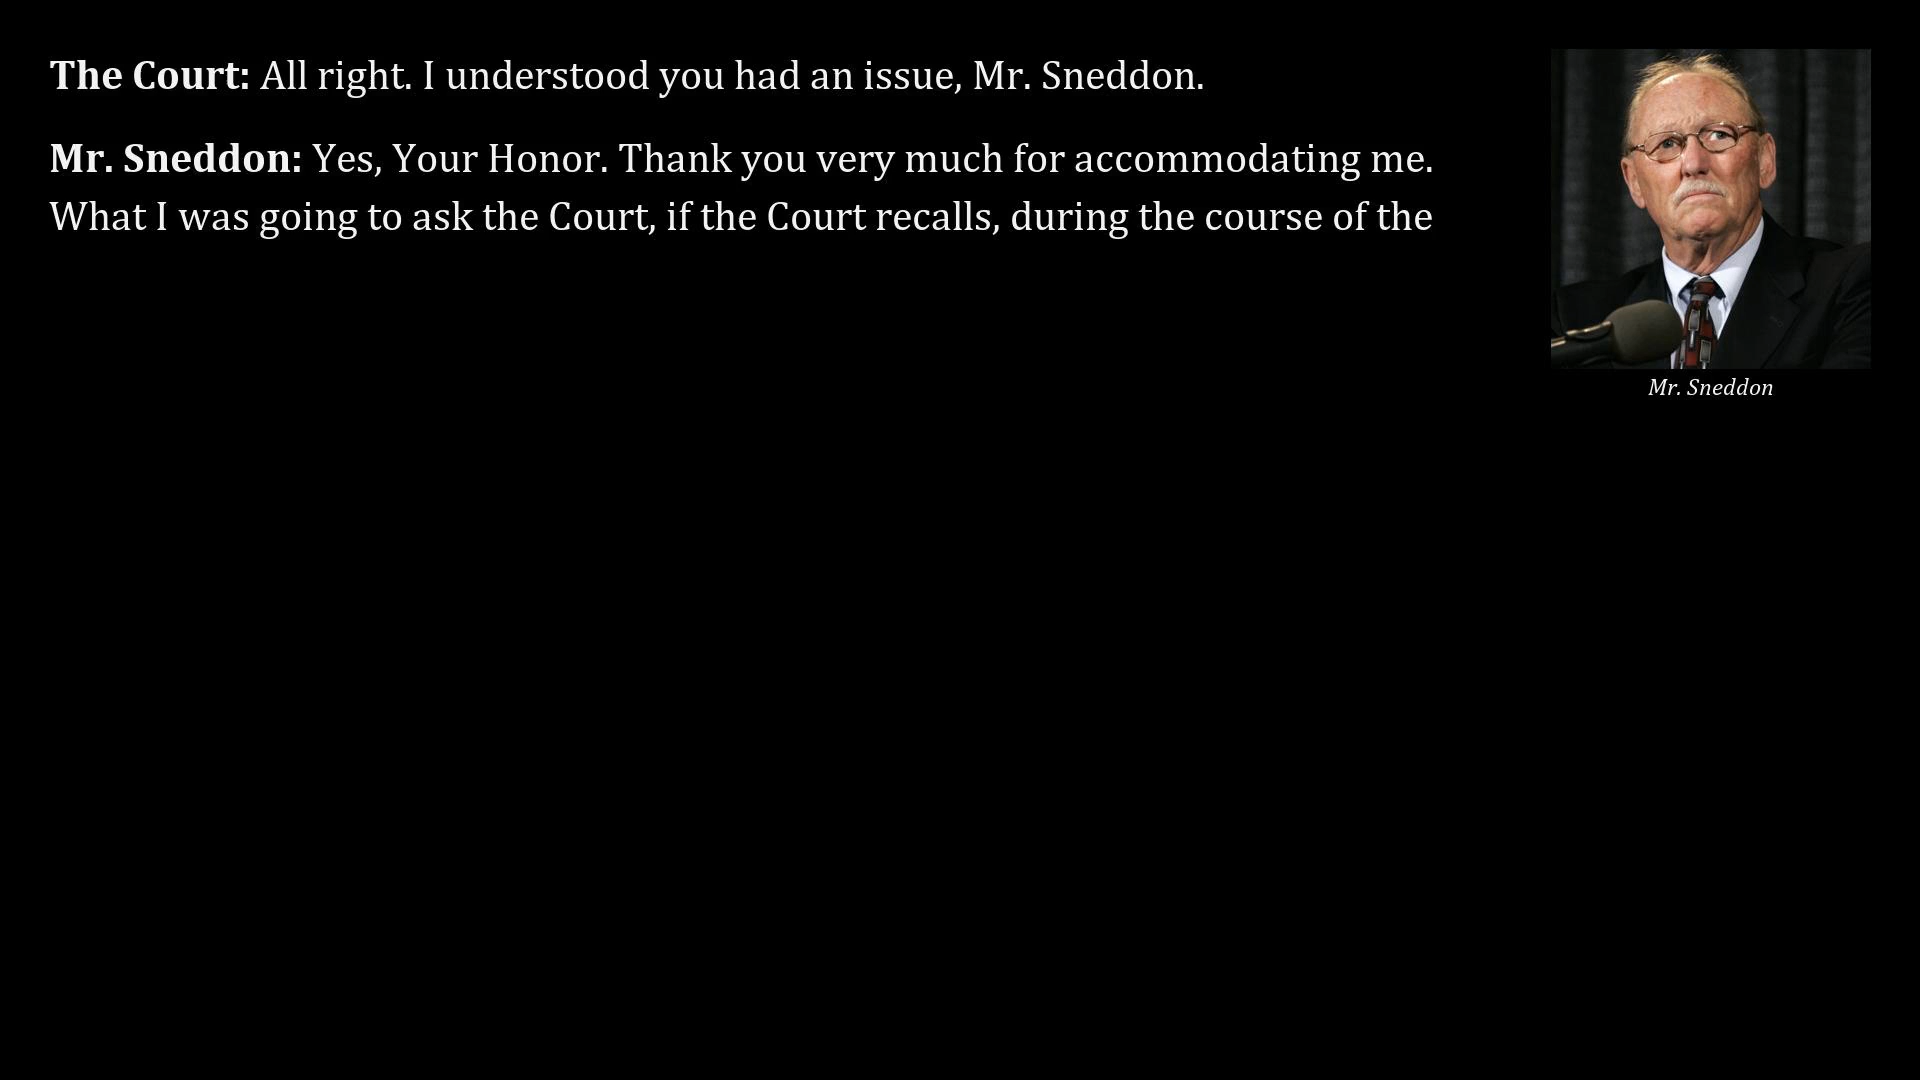 The Court: All right. I understood you had an issue, Mr. Sneddon.
Mr. Sneddon: Yes, Your Honor. Thank you very much for accommodating me.
What I was going to ask the Court, if the Court recalls, during the course of the
Mr. Sneddon